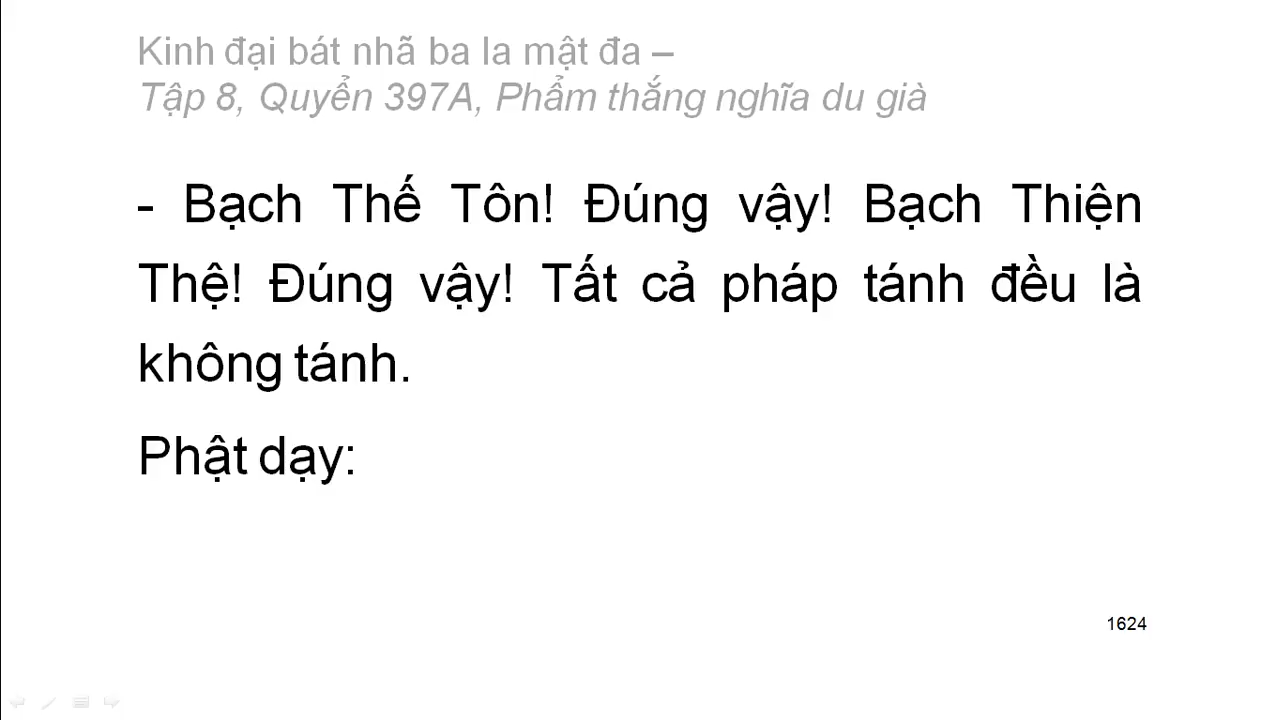 Kinh đại bát nhã ba la mật đa –
Tập 8, Quyển 397A, Phẩm thắng nghĩa du già
- Bạch Thế Tôn! Đúng vậy! Bạch Thiện
Thệ! Đúng vậy! Tất cả pháp tánh đều là
không tánh.
Phật dạy:
1624